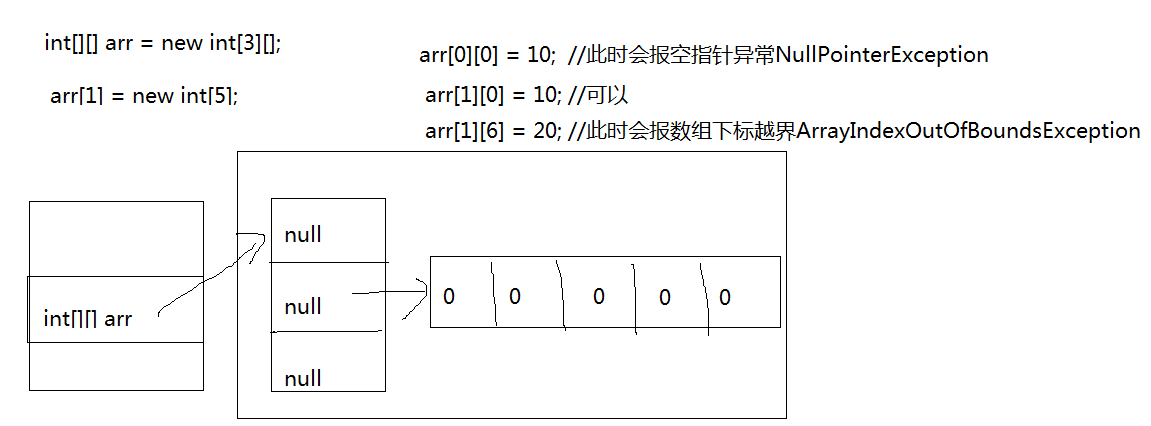 int[][] arr = new int[3][];
arr[1] = new int[5];
arr[0][0] = 10; //此时会报空指针异常NullPointerException
arr[1][0] = 10; //可以
arr[1][6] = 20; //此时会报数组下标越界ArrayIndexOutOfBoundsException
int[][] arr
null
null
null
0 0 0 0 0